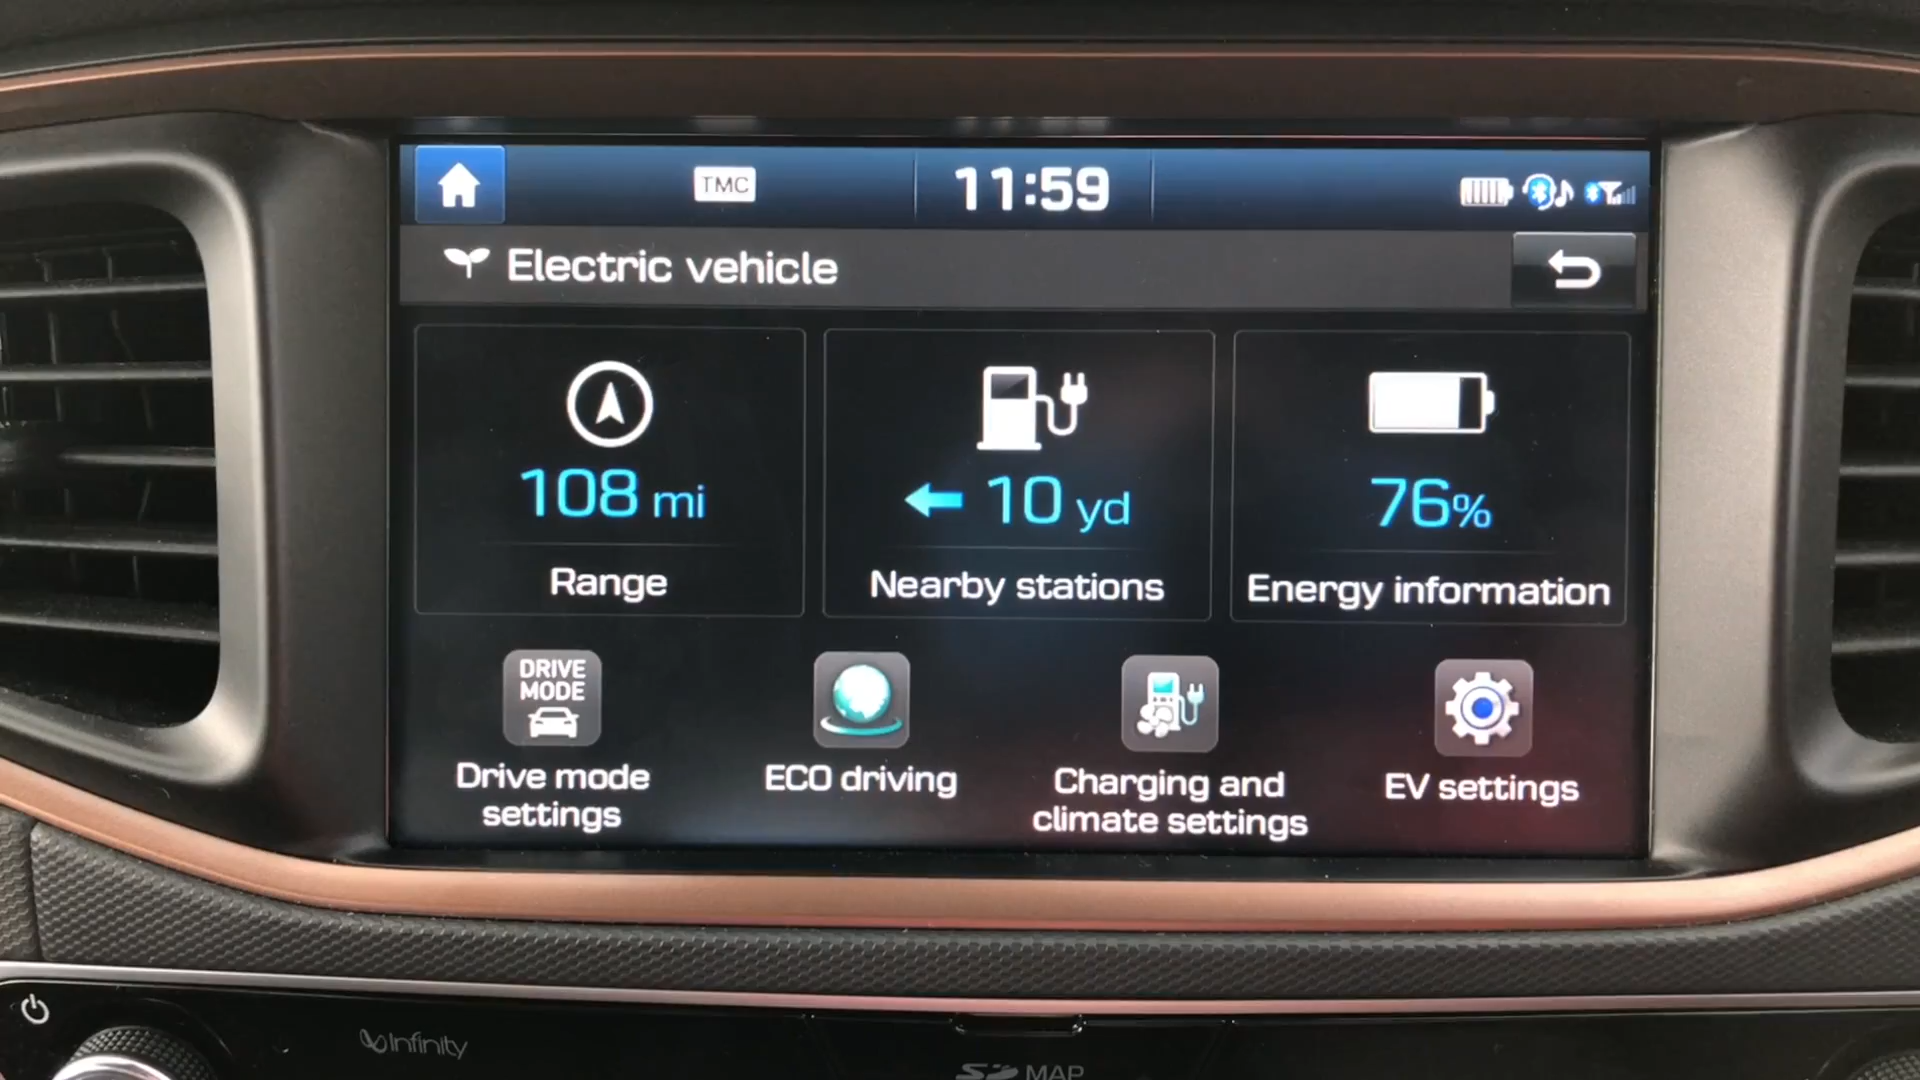 TMC
11:59
Electric vehicle
108 mi
10 yd
76%
Range
Nearby stations
Energy information
DRIVE
MODE
Drive mode
settings
ECO driving
Charging and
climate settings
EV settings
Infinity
SD MAP